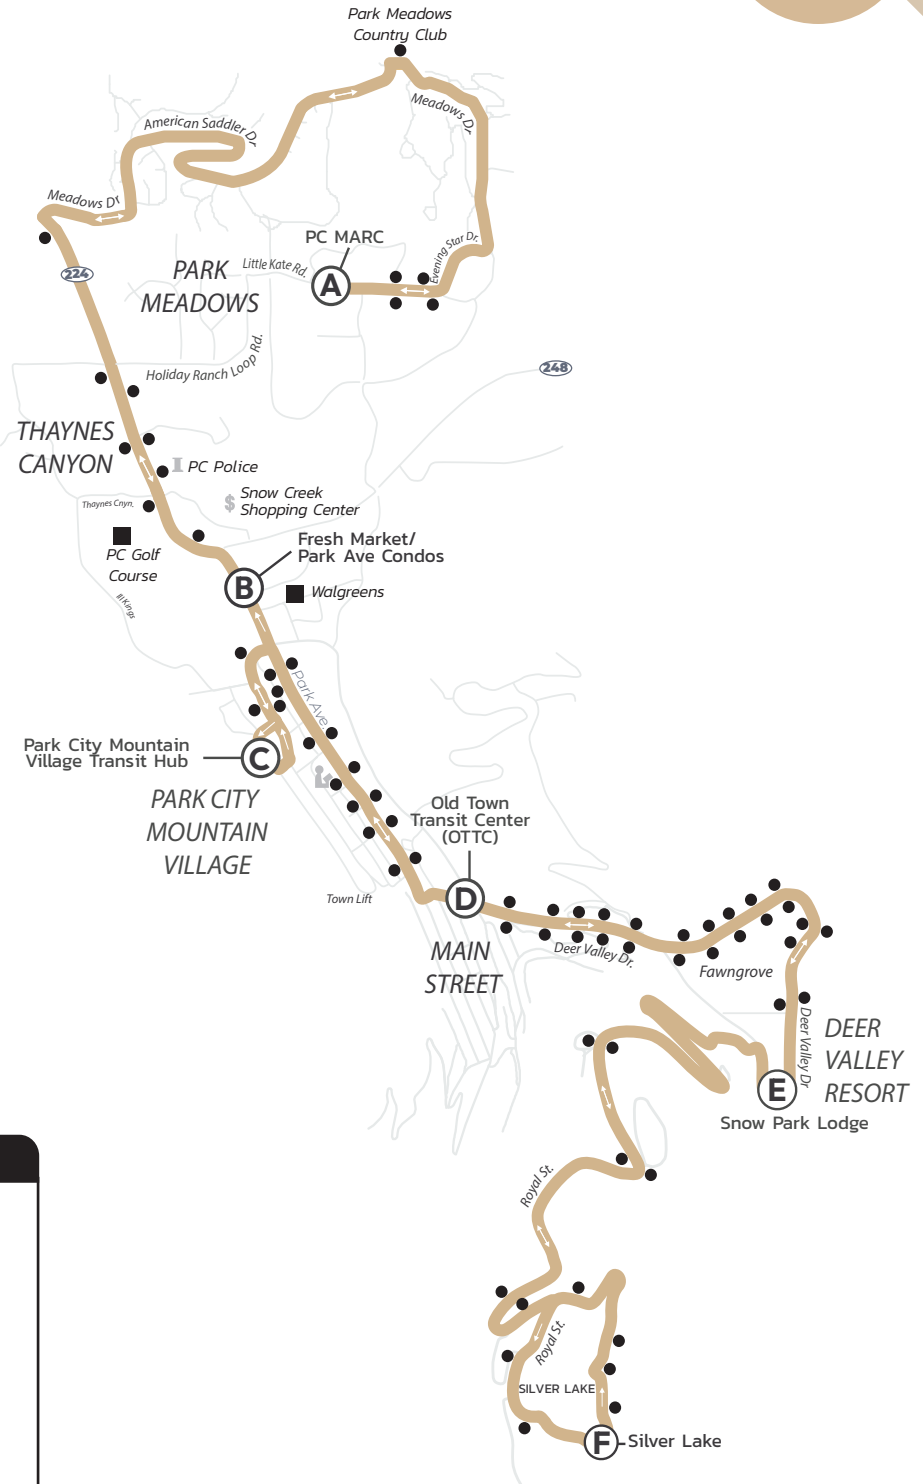 Park Meadows
Country Club
Meadows Dr
American Saddler Dr
Meadows Dr
224
PC MARC
Evening Star Dr.
Little Kate Rd.
A
PARK
MEADOWS
Holiday Ranch Loop Rd.
248
THAYNES
CANYON
PC Police
$
Snow Creek
Shopping Center
Thaynes Cnyn.
PC Golf
Course
Fresh Market/
Park Ave Condos
B
Walgreens
Park Ave.
Park City Mountain
Village Transit Hub
C
PARK CITY
MOUNTAIN
VILLAGE
Old Town
Transit Center
(OTTC)
Town Lift
D
MAIN
STREET
Deer Valley Dr.
Fawngrove
Deer Valley Dr
DEER
VALLEY
RESORT
E
Snow Park Lodge
Royal St.
Royal St.
SILVER LAKE
F
Silver Lake